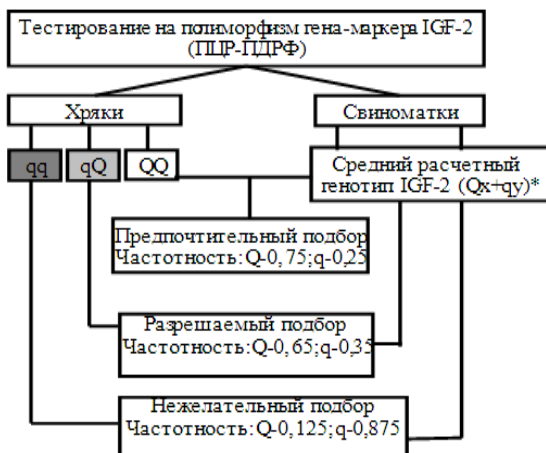 Тестирование на полиморфизм гена-маркера IGF-2
(ПЦР-ПДРФ)
Хряки
Свиноматки
qq
qQ
QQ
Средний расчетный
генотип IGF-2 (Qx+qy)*
Предпочтительный подбор
Частотность: Q-0, 75; q-0,25
Разрешаемый подбор
Частотность: Q-0, 65; q-0,35
Нежелательный подбор
Частотность: Q-0,125; q-0,875